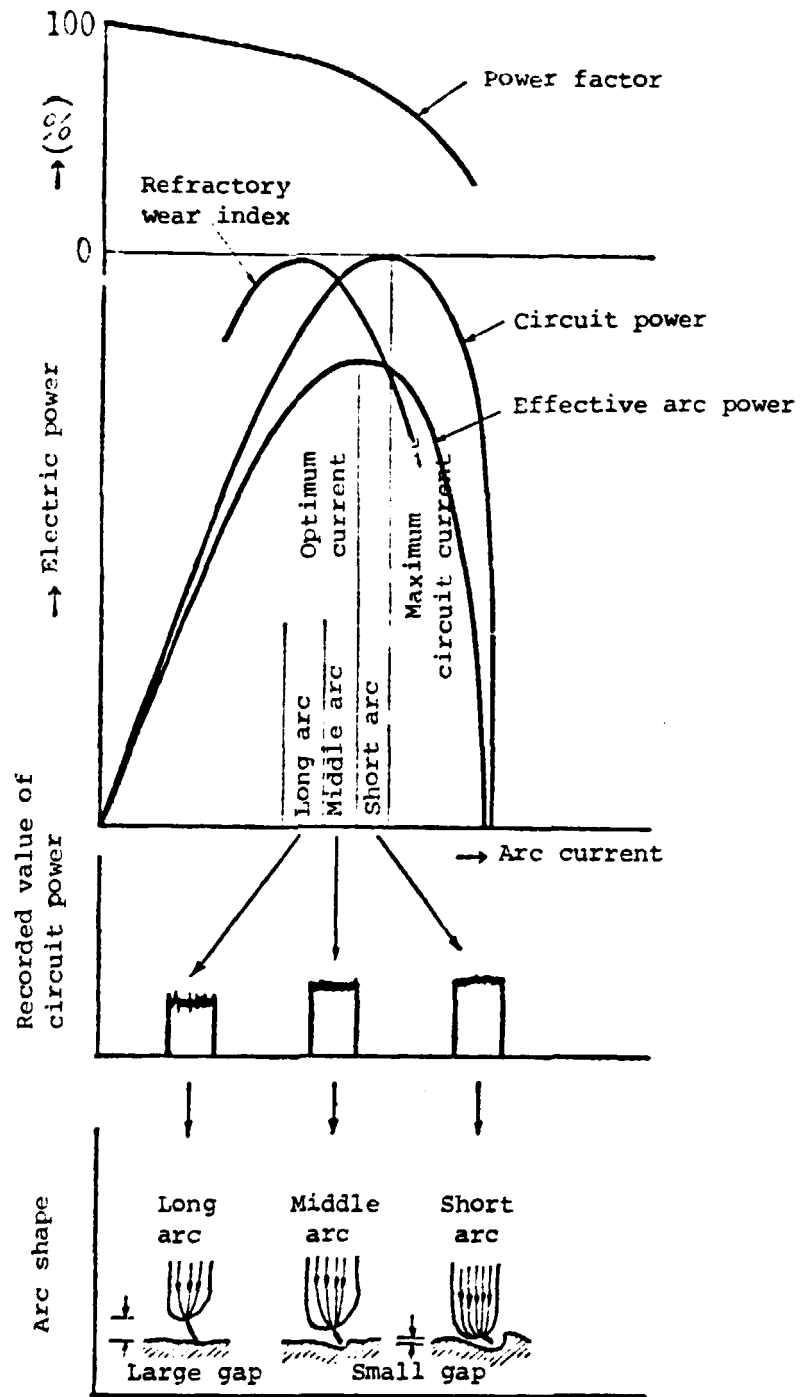 100
→(%)
0
Power factor
Refractory
wear index
Circuit power
Effective arc power
→ Electric power
Optimum
current
Maximum
circuit current
Long arc
Middle arc
Short arc
→ Arc current
Recorded value of
circuit power
Arc shape
Long
arc
Middle
arc
Short
arc
Large gap
Small gap